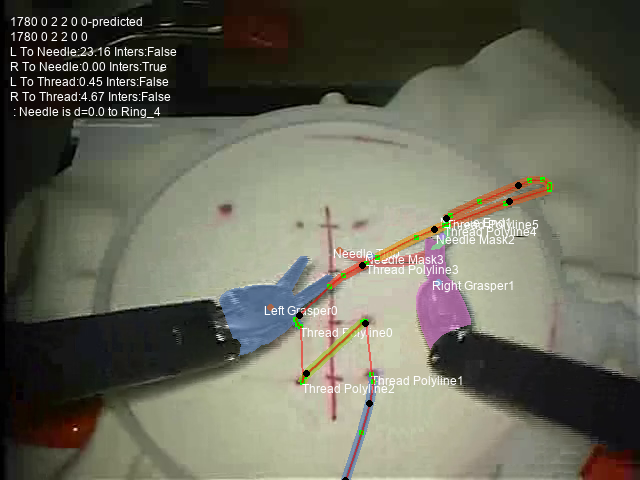 1780 0 2 2 0 0-predicted
1780 0 2 2 0 0
L To Needle:23.16 Inters:False
R To Needle:0.00 Inters:True
L To Thread:0.45 Inters:False
R To Thread:4.67 Inters:False
: Needle is d=0.0 to Ring_4
Thread Polyline5
Thread Polyline4
Needle Mask2
Needle Mask3
Thread Polyline3
Right Grasper1
Left Grasper0
Thread Polyline0
Thread Polyline1
Thread Polyline2